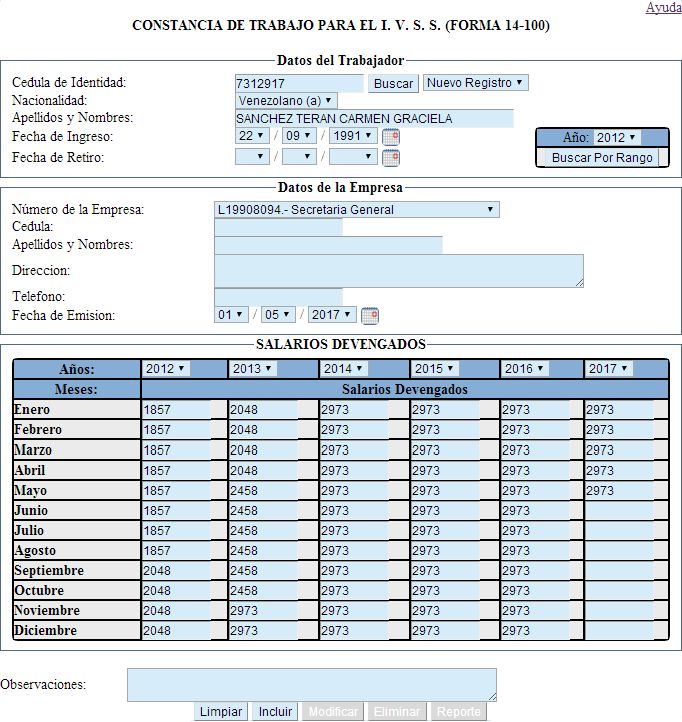 Ayuda
CONSTANCIA DE TRABAJO PARA EL I. V. S. S. (FORMA 14-100)
Datos del Trabajador
Cedula de Identidad: 7312917 Buscar Nuevo Registro
Nacionalidad: Venezolano (a)
Apellidos y Nombres: SANCHEZ TERAN CARMEN GRACIELA
Fecha de Ingreso: 22 / 09 / 1991 Año: 2012
Fecha de Retiro: / / Buscar Por Rango
Datos de la Empresa
Número de la Empresa: L19908094.- Secretaria General
Cedula:
Apellidos y Nombres:
Direccion:
Telefono:
Fecha de Emision: 01 / 05 / 2017
SALARIOS DEVENGADOS
Años: 2012 2013 2014 2015 2016 2017
Meses: Salarios Devengados
Enero 1857 2048 2973 2973 2973 2973
Febrero 1857 2048 2973 2973 2973 2973
Marzo 1857 2048 2973 2973 2973 2973
Abril 1857 2048 2973 2973 2973 2973
Mayo 1857 2458 2973 2973 2973 2973
Junio 1857 2458 2973 2973 2973
Julio 1857 2458 2973 2973 2973
Agosto 1857 2458 2973 2973 2973
Septiembre 2048 2458 2973 2973 2973
Octubre 2048 2458 2973 2973 2973
Noviembre 2048 2973 2973 2973 2973
Diciembre 2048 2973 2973 2973 2973
Observaciones:
Limpiar Incluir Modificar Eliminar Reporte